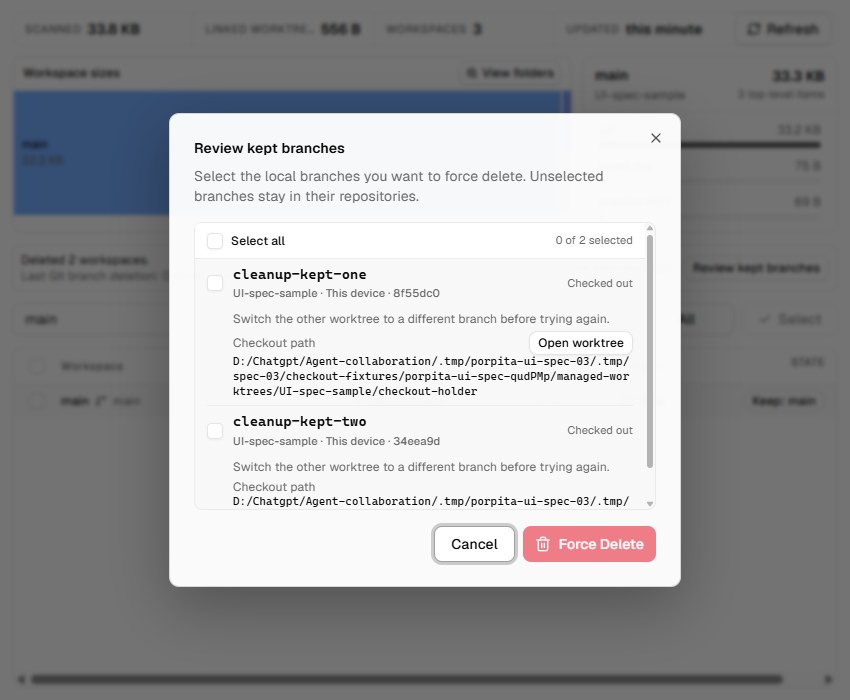 SCANNED 33.8 KB
LINKED WORKTRE... 556 B
WORKSPACES 3
UPDATED this minute
Refresh
Workspace sizes
View folders
main
33.3 KB
UI-spec-sample
3 top-level items
main
33.2 KB
75 B
69 B
Review kept branches
Select the local branches you want to force delete. Unselected
branches stay in their repositories.
Select all
0 of 2 selected
cleanup-kept-one
UI-spec-sample · This device · 8f55dc0
Checked out
Switch the other worktree to a different branch before trying again.
Checkout path
Open worktree
D:/Chatgpt/Agent-collaboration/.tmp/porpita-ui-spec-03/.tmp/
spec-03/checkout-fixtures/porpita-ui-spec-qudPMp/managed-wor
ktrees/UI-spec-sample/checkout-holder
cleanup-kept-two
UI-spec-sample · This device · 34eea9d
Checked out
Switch the other worktree to a different branch before trying again.
Checkout path
D:/Chatgpt/Agent-collaboration/.tmp/porpita-ui-spec-03/.tmp/
Cancel
Force Delete
Deleted 2 workspaces.
Last Git branch deletion:
Review kept branches
main
Select
Workspace
STATE
main
main
Keep: main